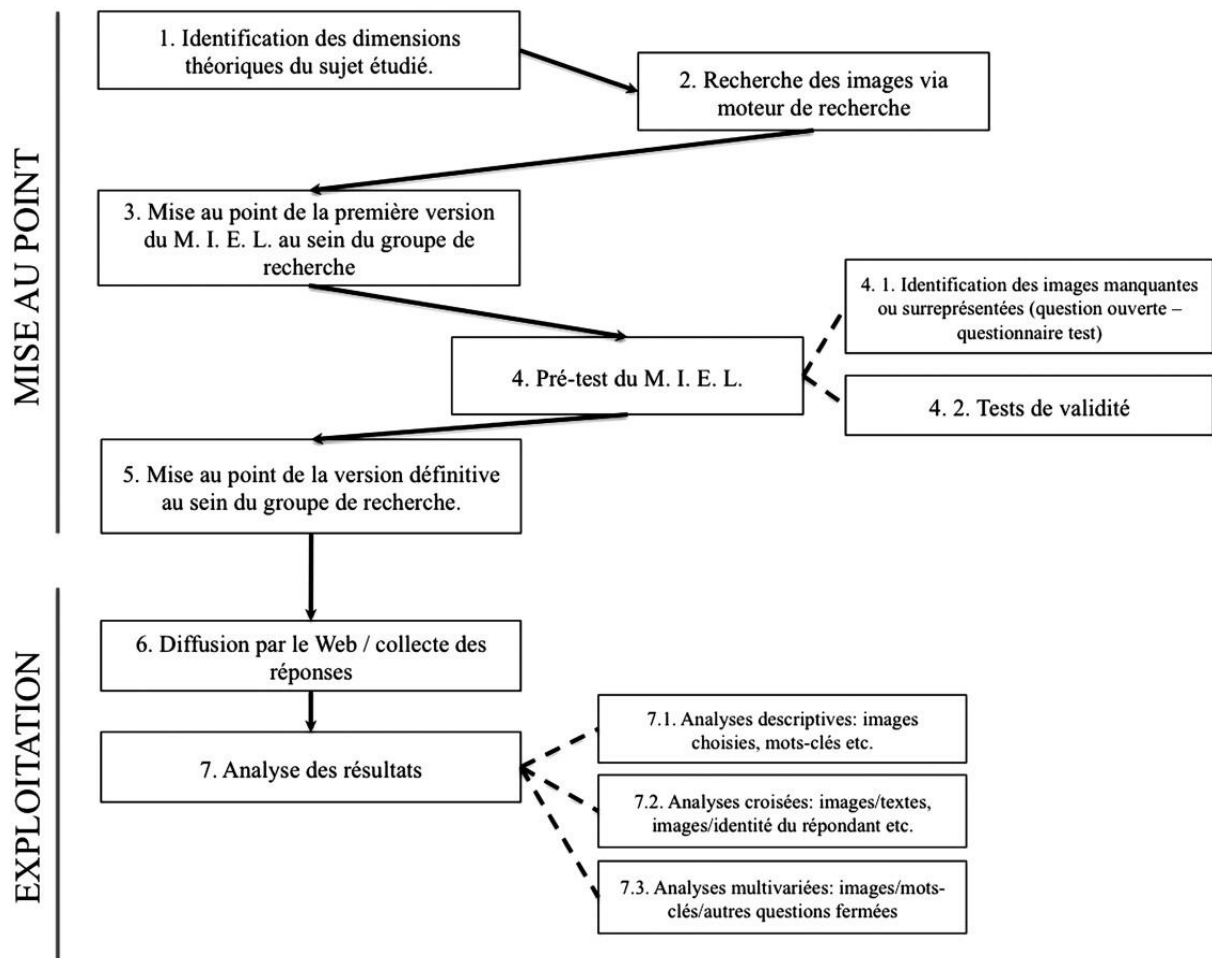 MISE AU POINT
1. Identification des dimensions
théoriques du sujet étudié.
2. Recherche des images via
moteur de recherche
3. Mise au point de la première version
du M. I. E. L. au sein du groupe de
recherche
4. 1. Identification des images manquantes
ou surreprésentées (question ouverte –
questionnaire test)
4. Pré-test du M. I. E. L.
4. 2. Tests de validité
5. Mise au point de la version définitive
au sein du groupe de recherche.
EXPLOITATION
6. Diffusion par le Web / collecte des
réponses
7. Analyse des résultats
7.1. Analyses descriptives: images
choisies, mots-clés etc.
7.2. Analyses croisées: images/textes,
images/identité du répondant etc.
7.3. Analyses multivariées: images/mots-
clés/autres questions fermées